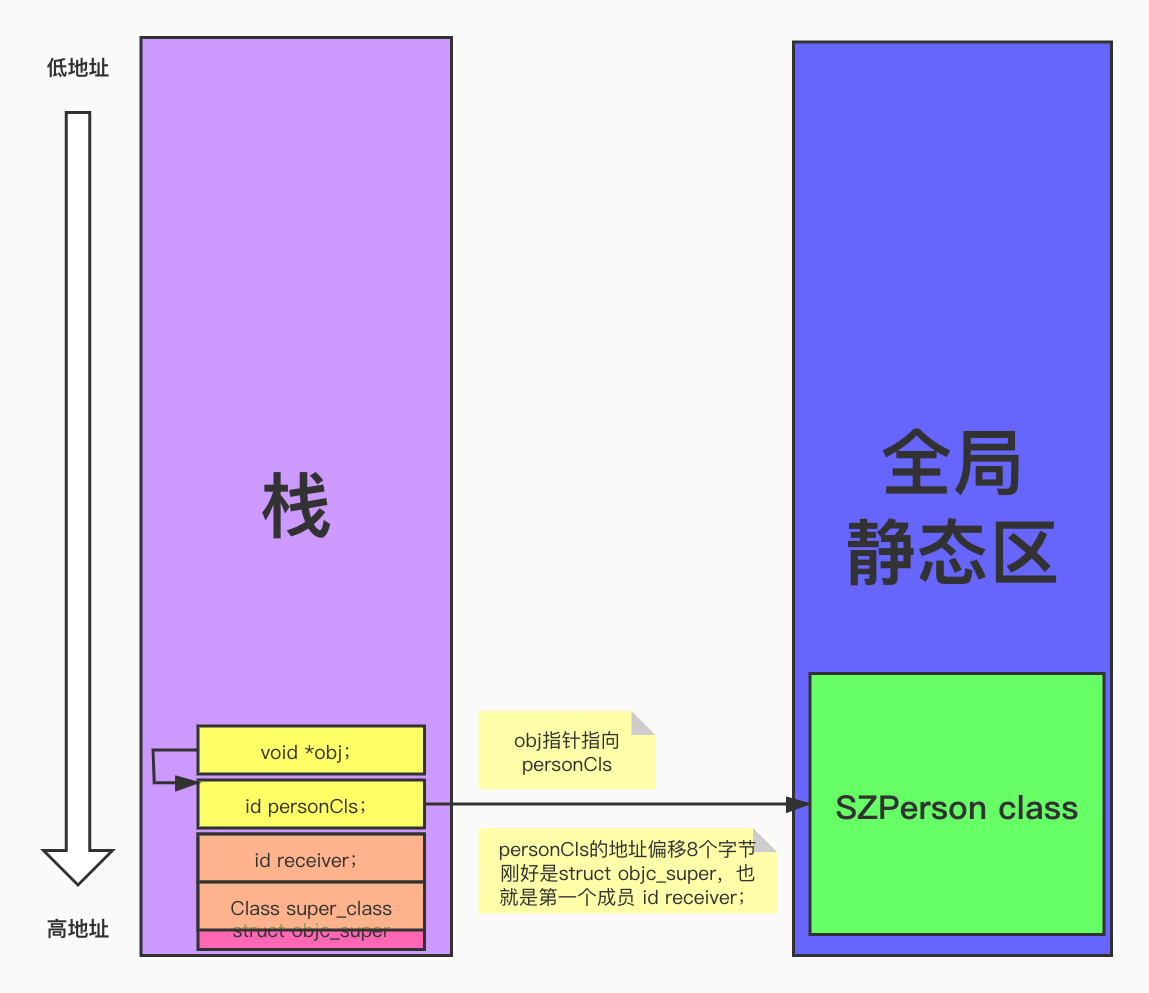 低地址
高地址
栈
void *obj;
id personCls;
id receiver;
Class super_class
struct objc_super
obj指针指向
personCls
personCls的地址偏移8个字节
刚好是struct objc_super，也
就是第一个成员 id receiver;
全局
静态区
SZPerson class